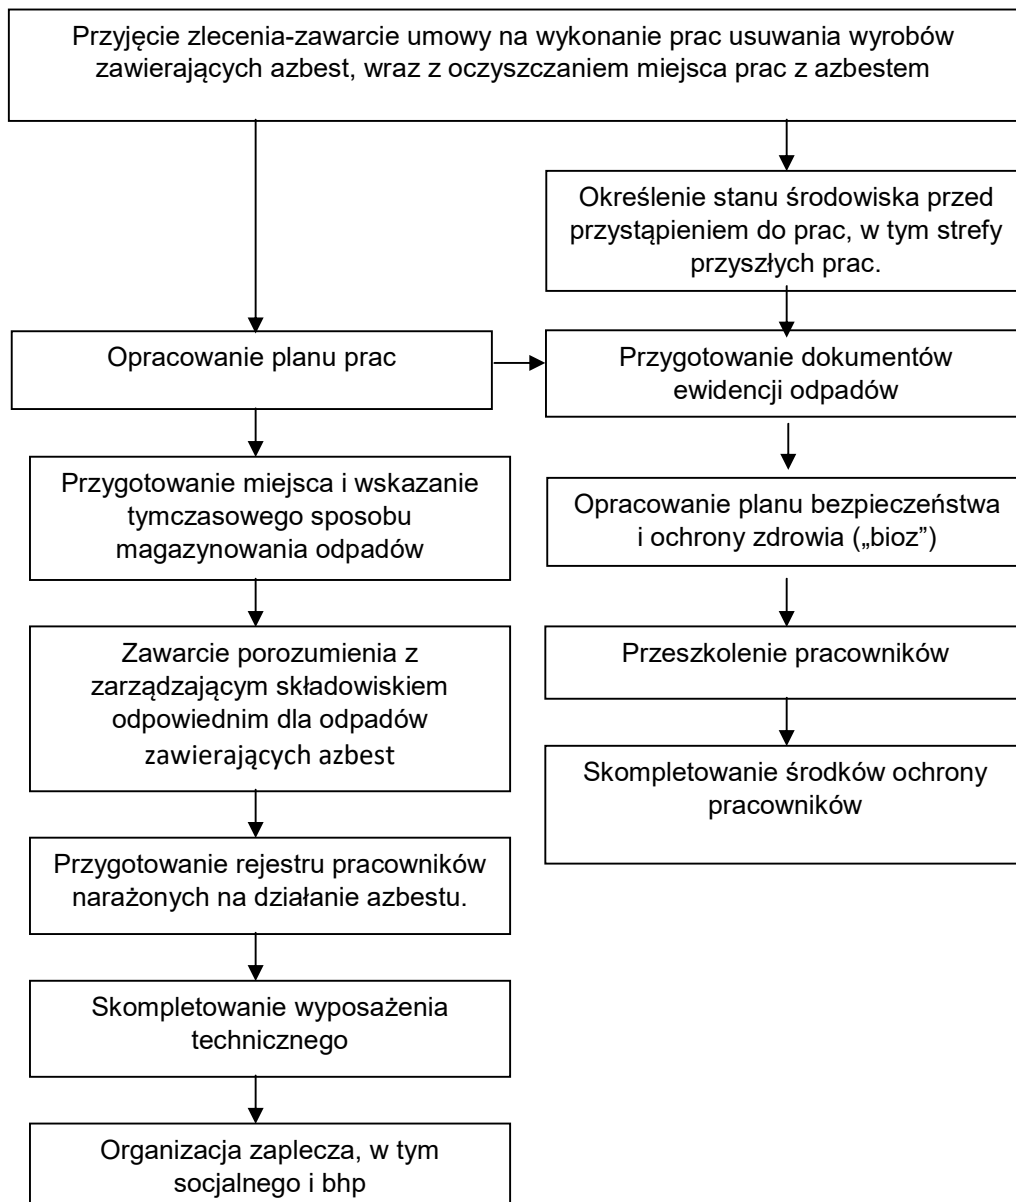 Przyjęcie zlecenia-zawarcie umowy na wykonanie prac usuwania wyrobów
zawierających azbest, wraz z oczyszczaniem miejsca prac z azbestem
Określenie stanu środowiska przed
przystąpieniem do prac, w tym strefy
przyszłych prac.
Opracowanie planu prac
Przygotowanie dokumentów
ewidencji odpadów
Przygotowanie miejsca i wskazanie
tymczasowego sposobu
magazynowania odpadów
Opracowanie planu bezpieczeństwa
i ochrony zdrowia („bioz”)
Zawarcie porozumienia z
zarządzającym składowiskiem
odpowiednim dla odpadów
zawierających azbest
Przeszkolenie pracowników
Skompletowanie środków ochrony
pracowników
Przygotowanie rejestru pracowników
narażonych na działanie azbestu.
Skompletowanie wyposażenia
technicznego
Organizacja zaplecza, w tym
socjalnego i bhp